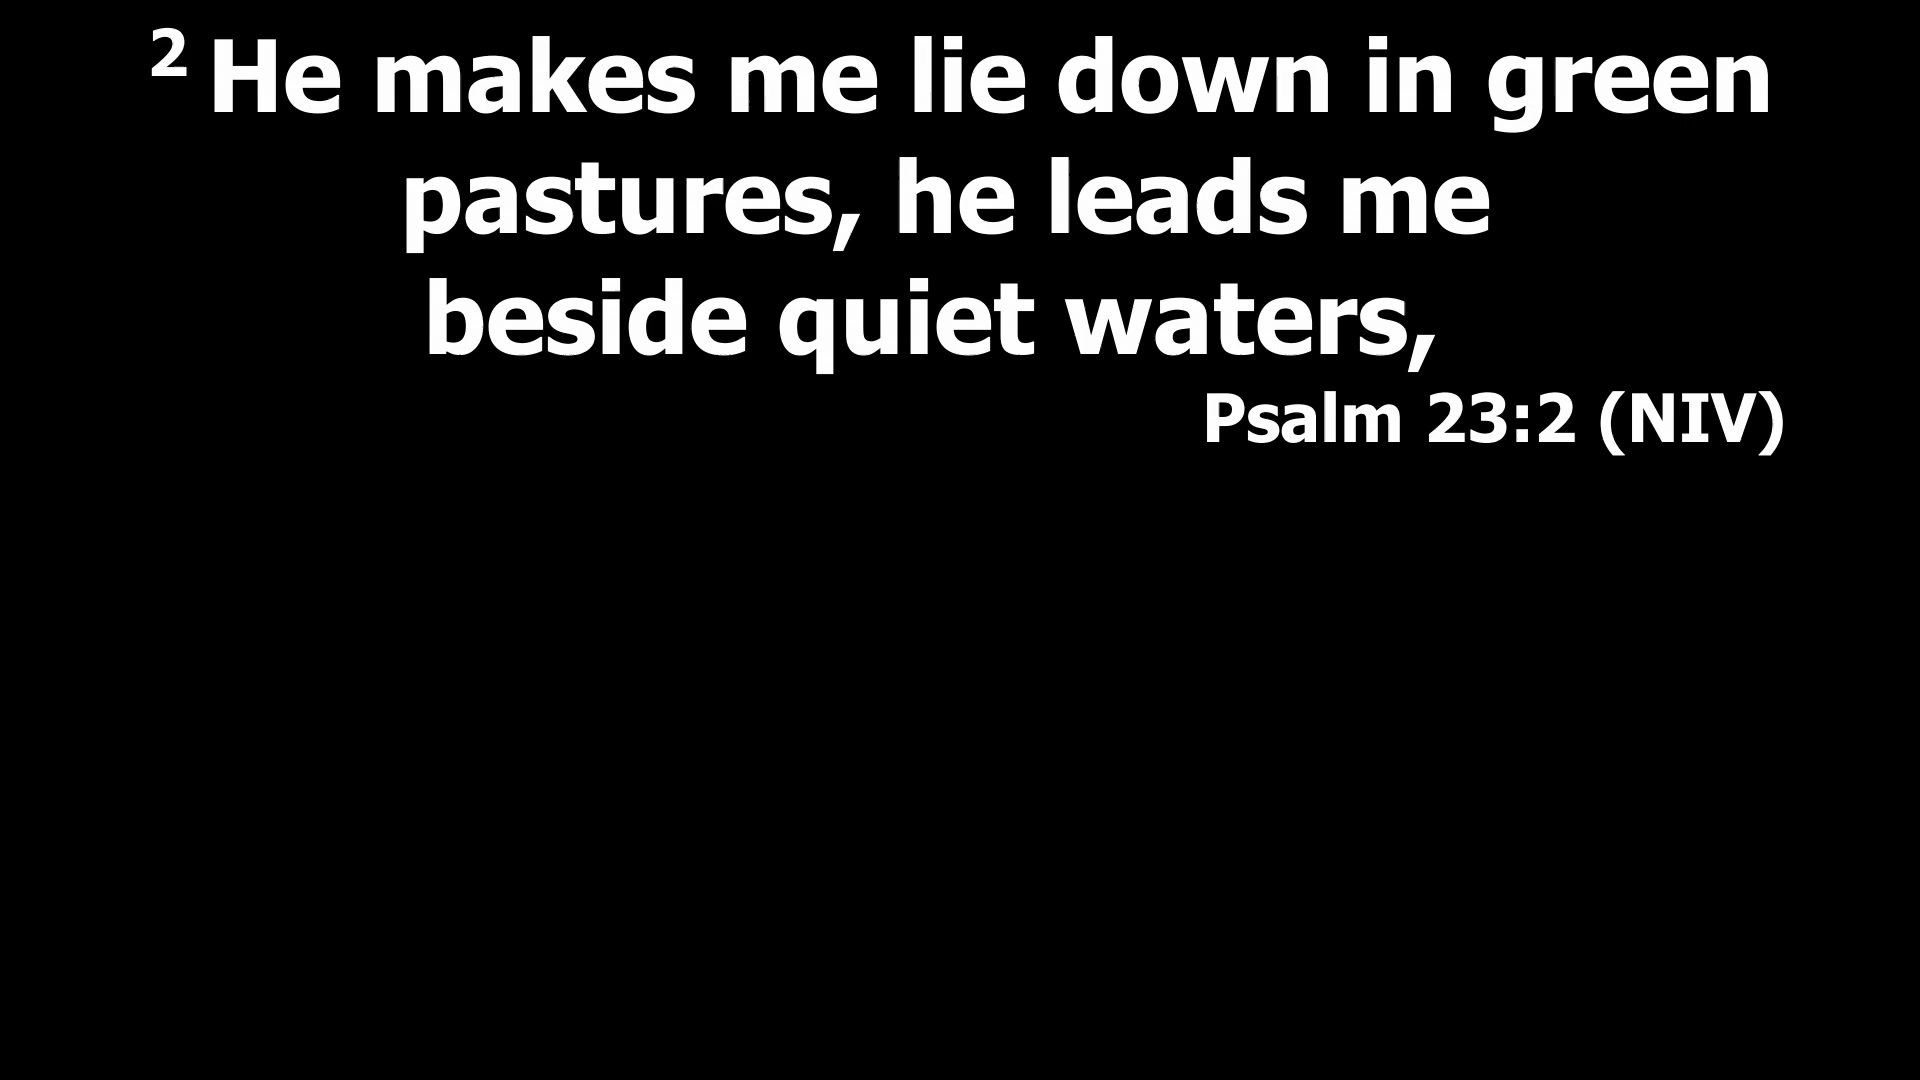 2 He makes me lie down in green
pastures, he leads me
beside quiet waters,
Psalm 23:2 (NIV)